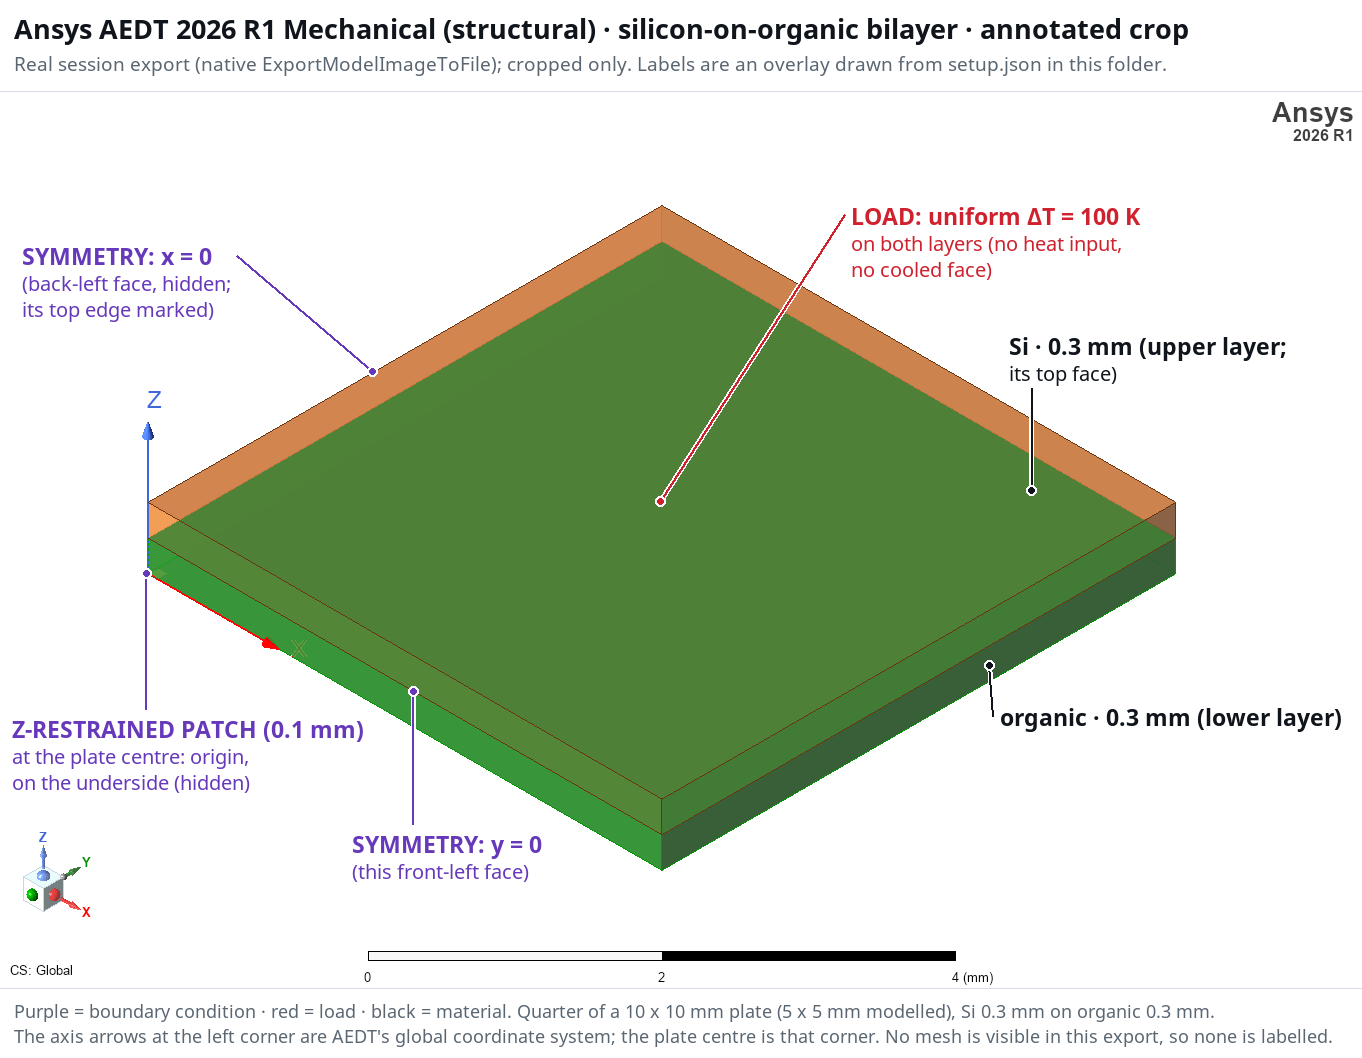 Ansys AEDT 2026 R1 Mechanical (structural) · silicon-on-organic bilayer · annotated crop
Real session export (native ExportModelImageToFile); cropped only. Labels are an overlay drawn from setup.json in this folder.
Ansys
2026 R1
LOAD: uniform ΔT = 100 K
on both layers (no heat input,
no cooled face)
SYMMETRY: x = 0
(back-left face, hidden;
its top edge marked)
Si · 0.3 mm (upper layer;
its top face)
Z
X
organic · 0.3 mm (lower layer)
Z-RESTRAINED PATCH (0.1 mm)
at the plate centre: origin,
on the underside (hidden)
SYMMETRY: y = 0
(this front-left face)
Z
Y
X
CS: Global
0 2 4 (mm)
Purple = boundary condition · red = load · black = material. Quarter of a 10 x 10 mm plate (5 x 5 mm modelled), Si 0.3 mm on organic 0.3 mm.
The axis arrows at the left corner are AEDT's global coordinate system; the plate centre is that corner. No mesh is visible in this export, so none is labelled.